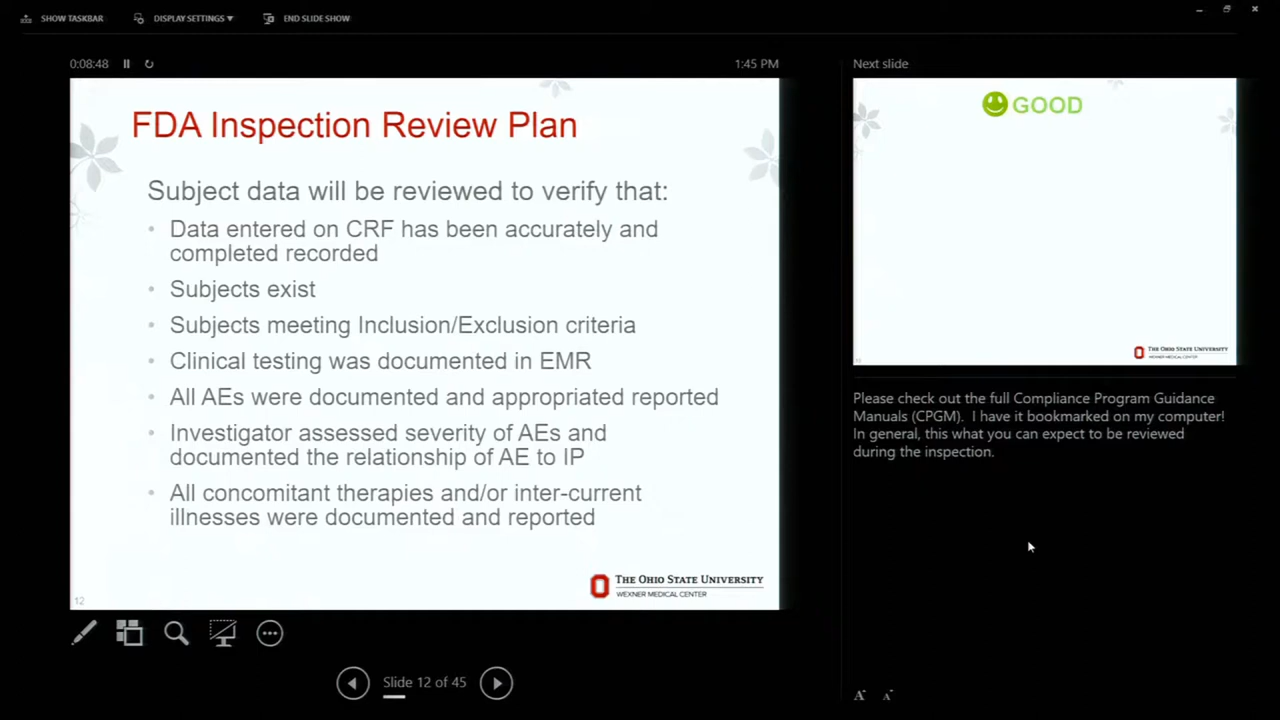 SHOW TASKBAR
DISPLAY SETTINGS
END SLIDE SHOW
0:08:48
1:45 PM
FDA Inspection Review Plan
Subject data will be reviewed to verify that:
• Data entered on CRF has been accurately and
completed recorded
• Subjects exist
• Subjects meeting Inclusion/Exclusion criteria
• Clinical testing was documented in EMR
• All AEs were documented and appropriated reported
• Investigator assessed severity of AEs and
documented the relationship of AE to IP
• All concomitant therapies and/or inter-current
illnesses were documented and reported
THE OHIO STATE UNIVERSITY
WEXNER MEDICAL CENTER
12
Slide 12 of 45
Next slide
GOOD
THE OHIO STATE UNIVERSITY
WEXNER MEDICAL CENTER
Please check out the full Compliance Program Guidance
Manuals (CPGM). I have it bookmarked on my computer!
In general, this what you can expect to be reviewed
during the inspection.
A A